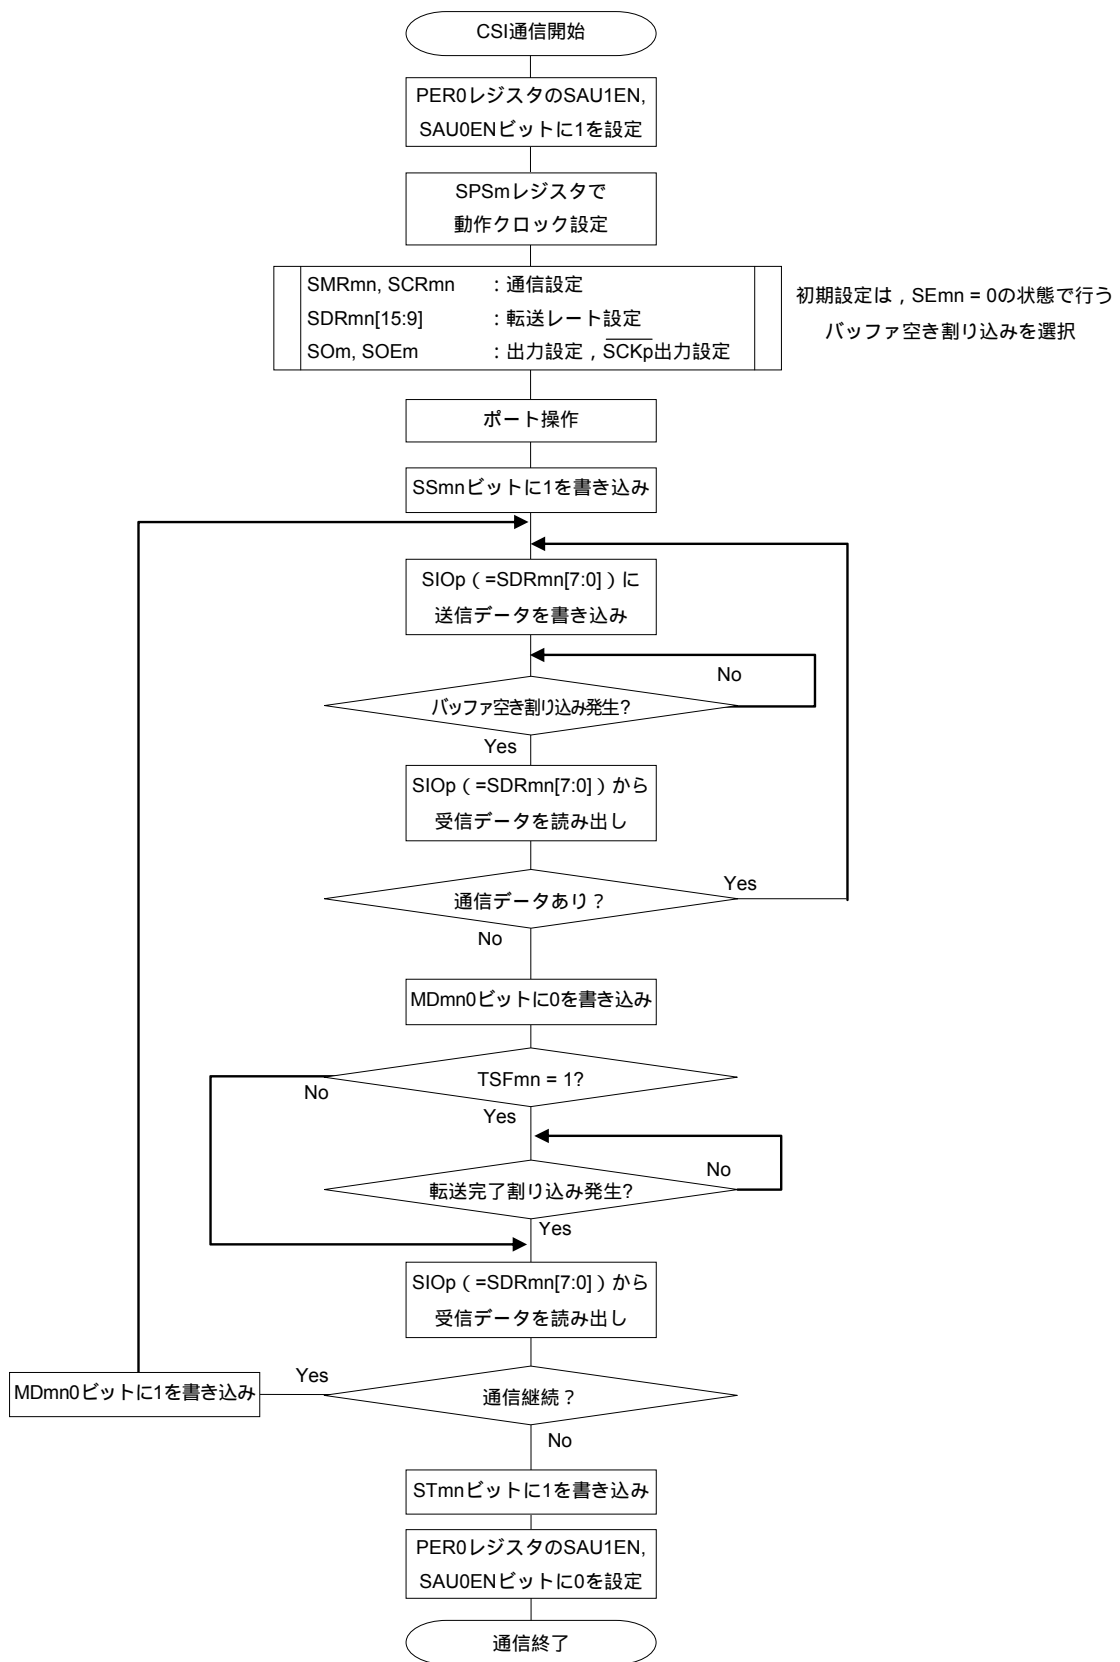 CSI通信開始
PER0レジスタのSAU1EN,
SAU0ENビットに1を設定
SPSmレジスタで
動作クロック設定
SMRmn, SCRmn ：通信設定
SDRmn[15:9] ：転送レート設定
SOm, SOEm ：出力設定，SCKp出力設定
初期設定は，SEmn = 0の状態で行う
バッファ空き割り込みを選択
ポート操作
SSmnビットに1を書き込み
SIOp（=SDRmn[7:0]）に
送信データを書き込み
No
バッファ空き割り込み発生?
Yes
SIOp（=SDRmn[7:0]）から
受信データを読み出し
Yes
通信データあり？
No
MDmn0ビットに0を書き込み
TSFmn = 1?
No
Yes
No
転送完了割り込み発生?
Yes
SIOp（=SDRmn[7:0]）から
受信データを読み出し
Yes
MDmn0ビットに1を書き込み
通信継続？
No
STmnビットに1を書き込み
PER0レジスタのSAU1EN,
SAU0ENビットに0を設定
通信終了